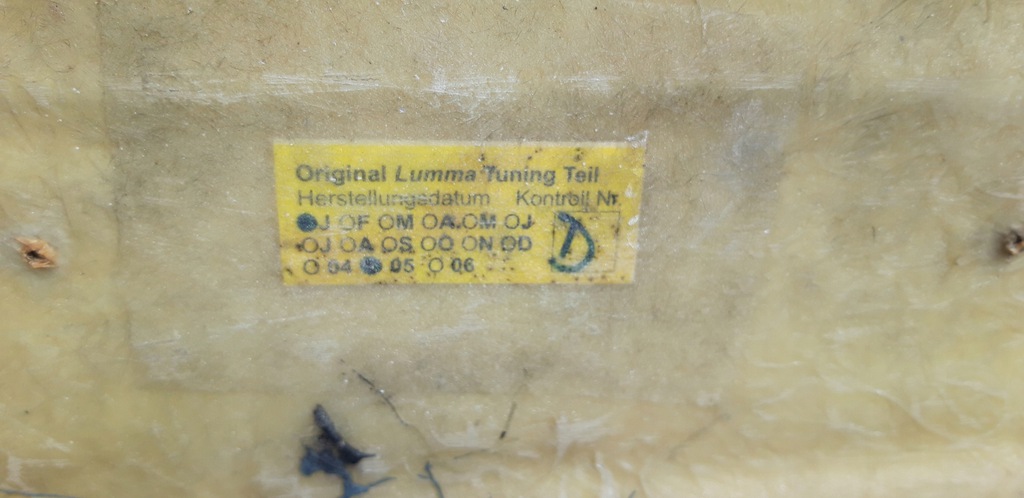 Original Lumma Tuning Teil
Herstellungsdatum Kontroll Nr.
●J OF OM OA OM OJ
OJ OA OS OO ON OD
O 04 ● 05 O 06
D